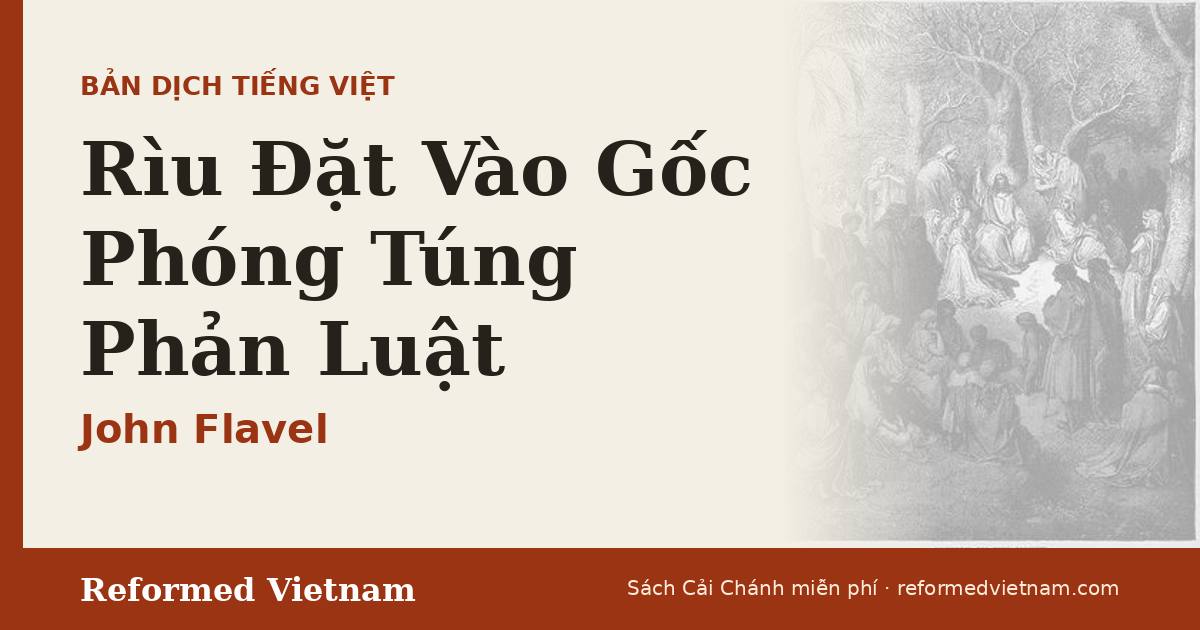 BẢN DỊCH TIẾNG VIỆT
Rìu Đặt Vào Gốc
Phóng Túng
Phản Luật
John Flavel
Reformed Vietnam
Sách Cải Chánh miễn phí · reformedvietnam.com